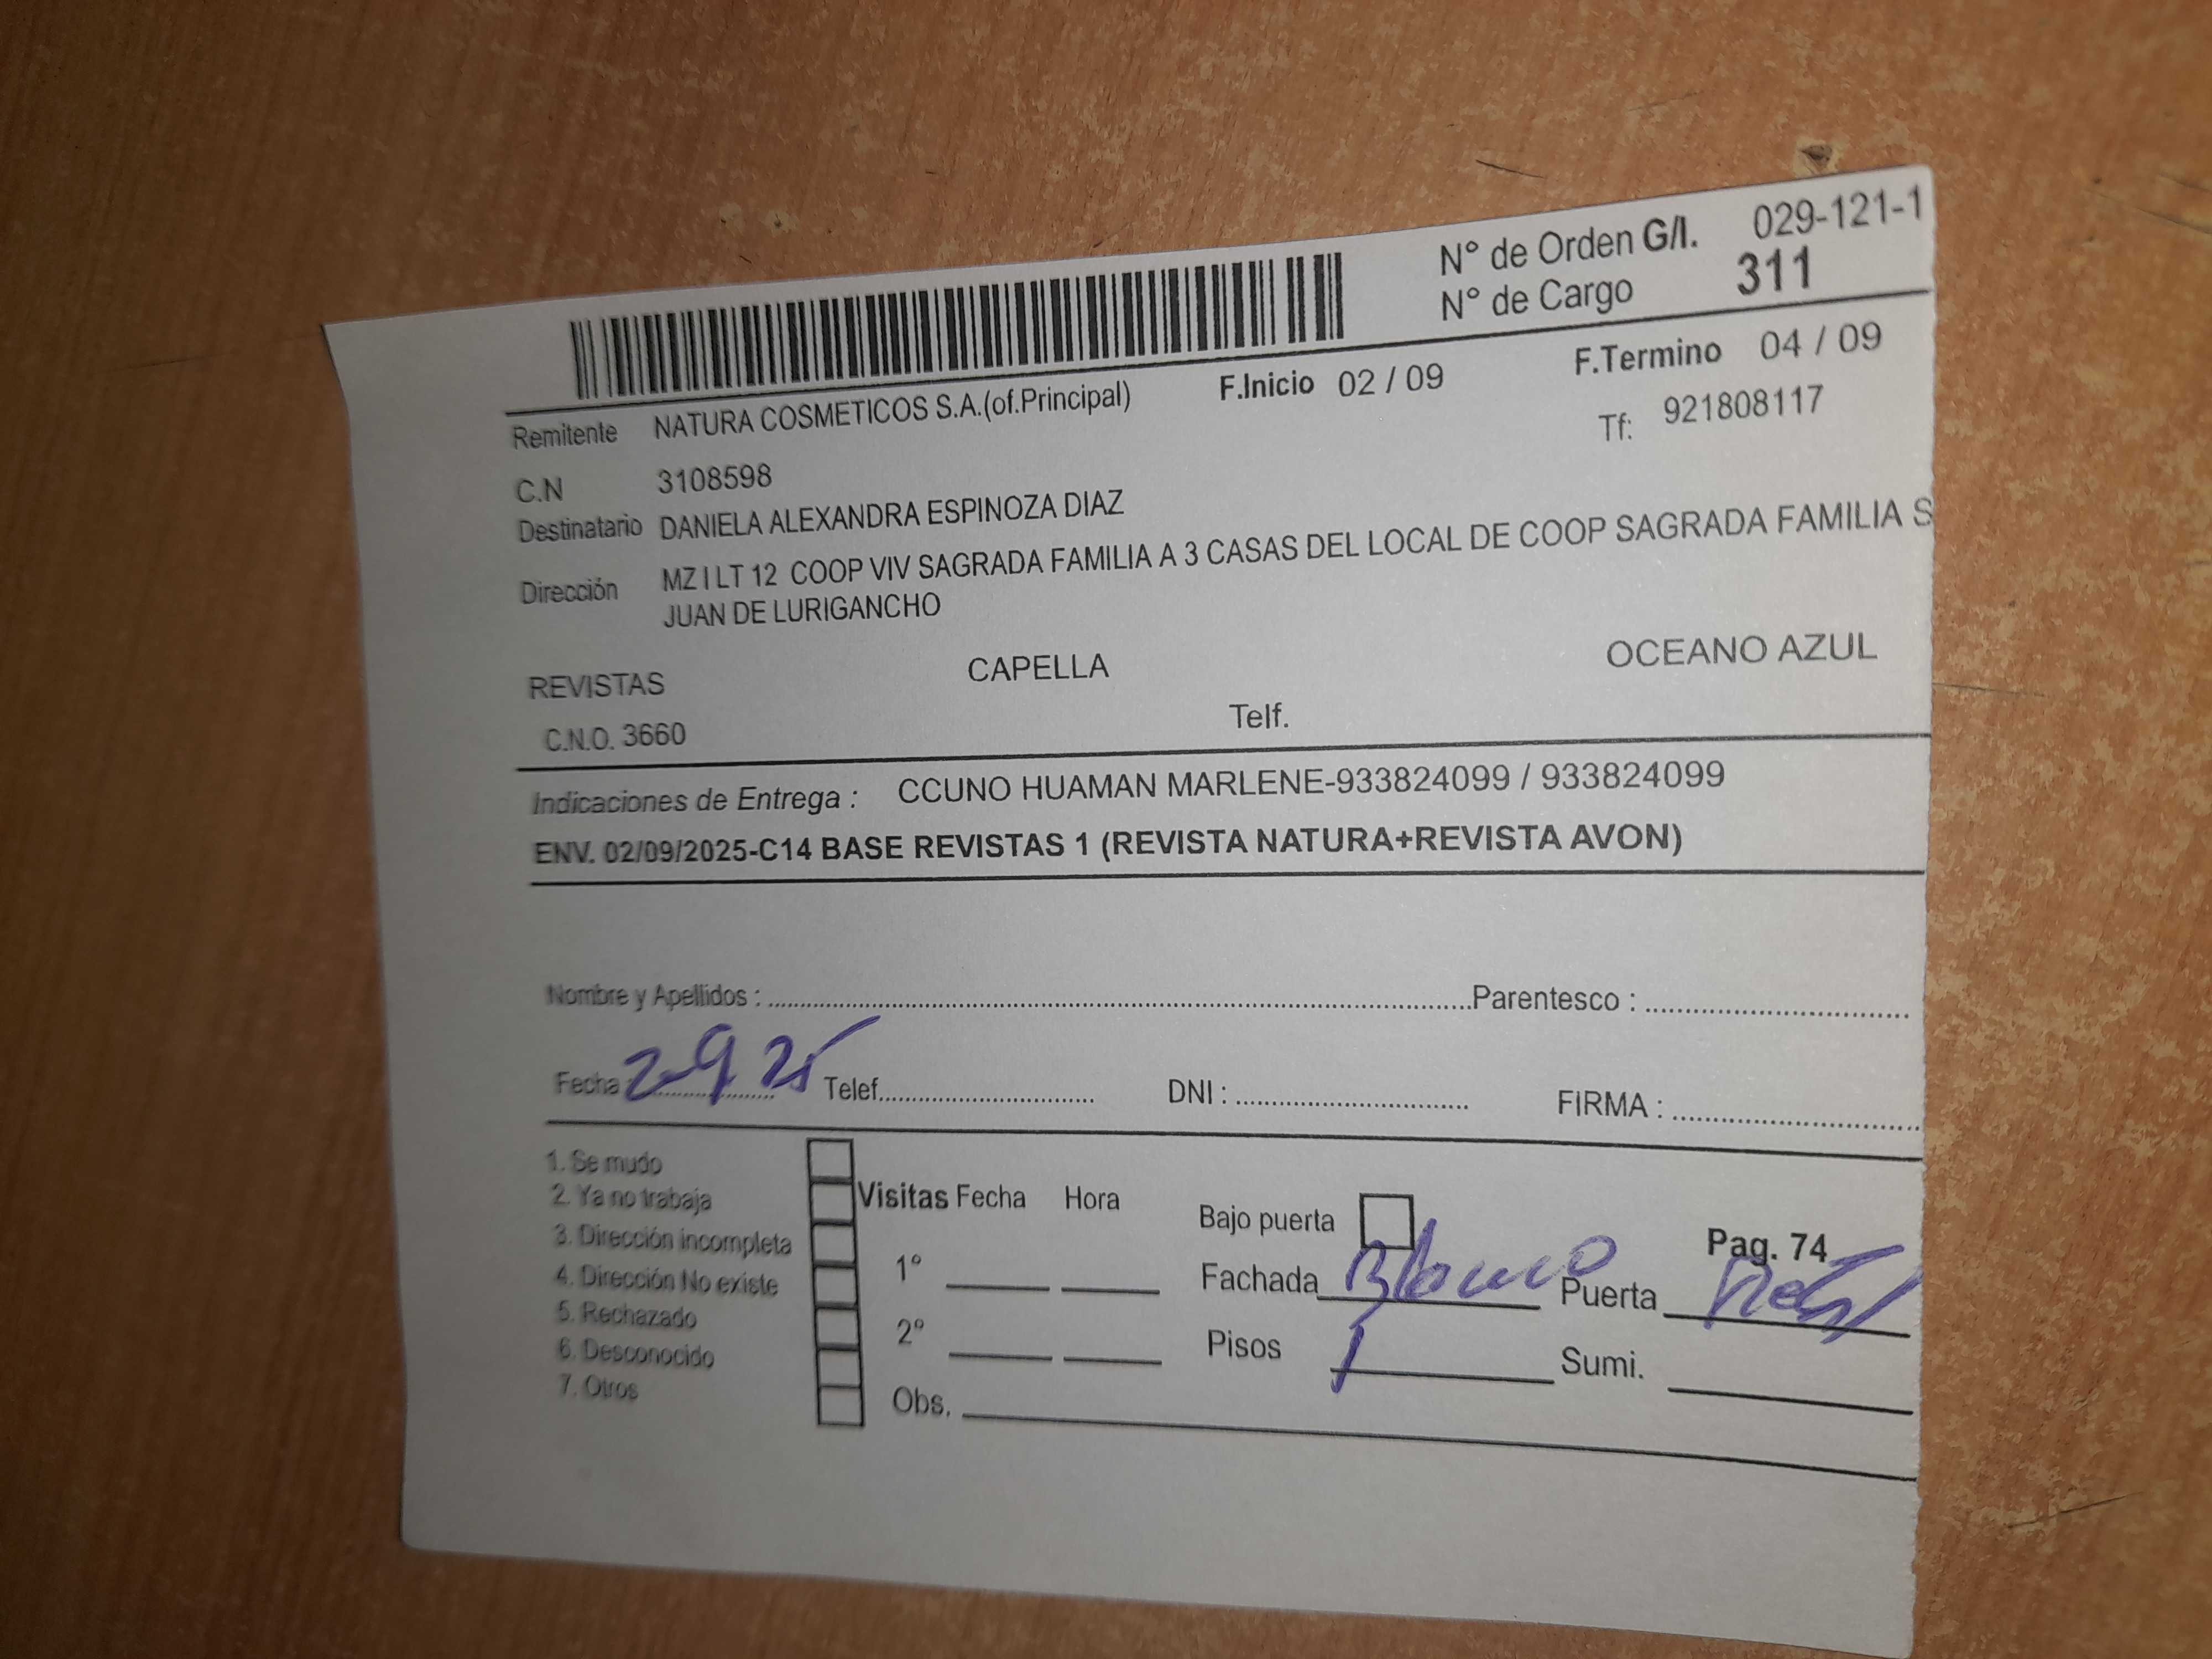 N° de Orden G/I. 029-121-1
N° de Cargo 311
F.Inicio 02 / 09 F.Termino 04 / 09
Remitente NATURA COSMETICOS S.A.(of.Principal) Tf: 921808117
C.N 3108598
Destinatario DANIELA ALEXANDRA ESPINOZA DIAZ
Dirección MZ I LT 12 COOP VIV SAGRADA FAMILIA A 3 CASAS DEL LOCAL DE COOP SAGRADA FAMILIA S
JUAN DE LURIGANCHO
REVISTAS CAPELLA OCEANO AZUL
C.N.O. 3660 Telf.
Indicaciones de Entrega : CCUNO HUAMAN MARLENE-933824099 / 933824099
ENV. 02/09/2025-C14 BASE REVISTAS 1 (REVISTA NATURA+REVISTA AVON)
Nombre y Apellidos : Parentesco :
Fecha 2-9-25 Telef. DNI : FIRMA :
1. Se mudo
2. Ya no trabaja Visitas Fecha Hora Bajo puerta Pag. 74
3. Dirección incompleta
4. Dirección No existe 1° Fachada Blanco Puerta Metal
5. Rechazado
6. Desconocido 2° Pisos 1 Sumi.
7. Otros Obs.